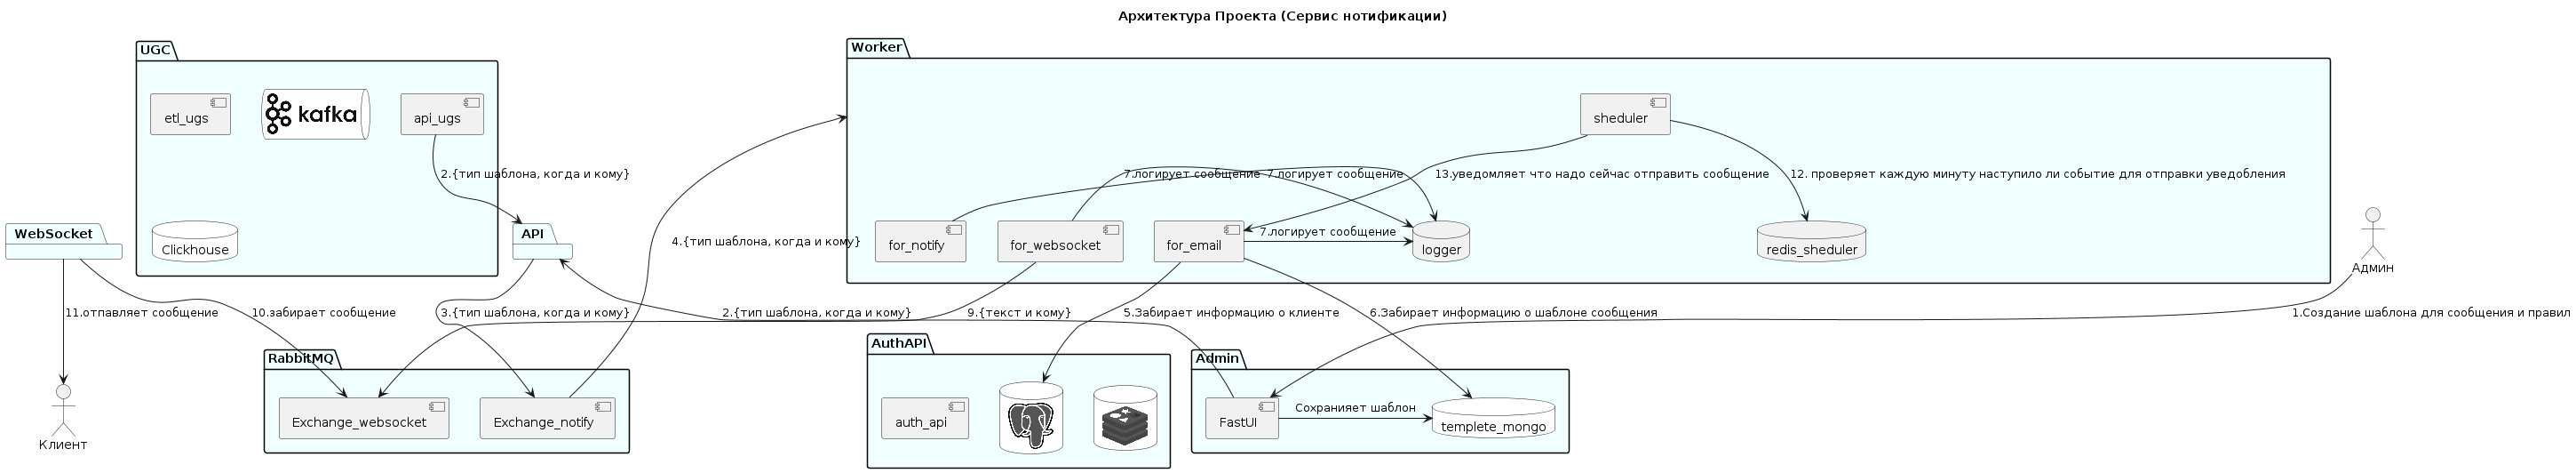 Архитектура Проекта (Сервис нотификации)
UGC
Worker
etl_ugs
kafka
api_ugs
sheduler
2.{тип шаблона, когда и кому}
7.логирует сообщение
7.логирует сообщение
13.уведомляет что надо сейчас отправить сообщение
12. проверяет каждую минуту наступило ли событие для отправки уведобления
WebSocket
Clickhouse
API
4.{тип шаблона, когда и кому}
for_notify
for_websocket
for_email
7.логирует сообщение
logger
redis_sheduler
Админ
11.отпавляет сообщение
10.забирает сообщение
3.{тип шаблона, когда и кому}
2.{тип шаблона, когда и кому}
9.{текст и кому}
5.Забирает информацию о клиенте
6.Забирает информацию о шаблоне сообщения
1.Создание шаблона для сообщения и правил
RabbitMQ
AuthAPI
Admin
Клиент
Exchange_websocket
Exchange_notify
auth_api
FastUI
Сохранияет шаблон
templete_mongo